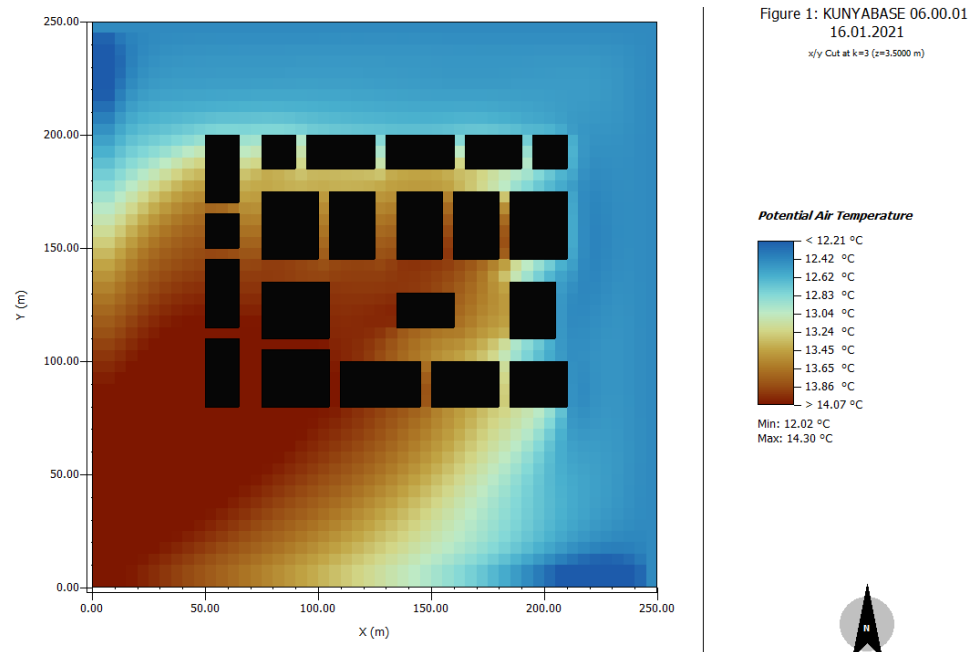 Figure 1: KUNYABASE 06.00.01
16.01.2021
x/y Cut at k=3 (z=3.5000 m)
250.00
200.00
150.00
100.00
50.00
0.00
Y (m)
0.00 50.00 100.00 150.00 200.00 250.00
X (m)
Potential Air Temperature
< 12.21 °C
12.42 °C
12.62 °C
12.83 °C
13.04 °C
13.24 °C
13.45 °C
13.65 °C
13.86 °C
> 14.07 °C
Min: 12.02 °C
Max: 14.30 °C
N